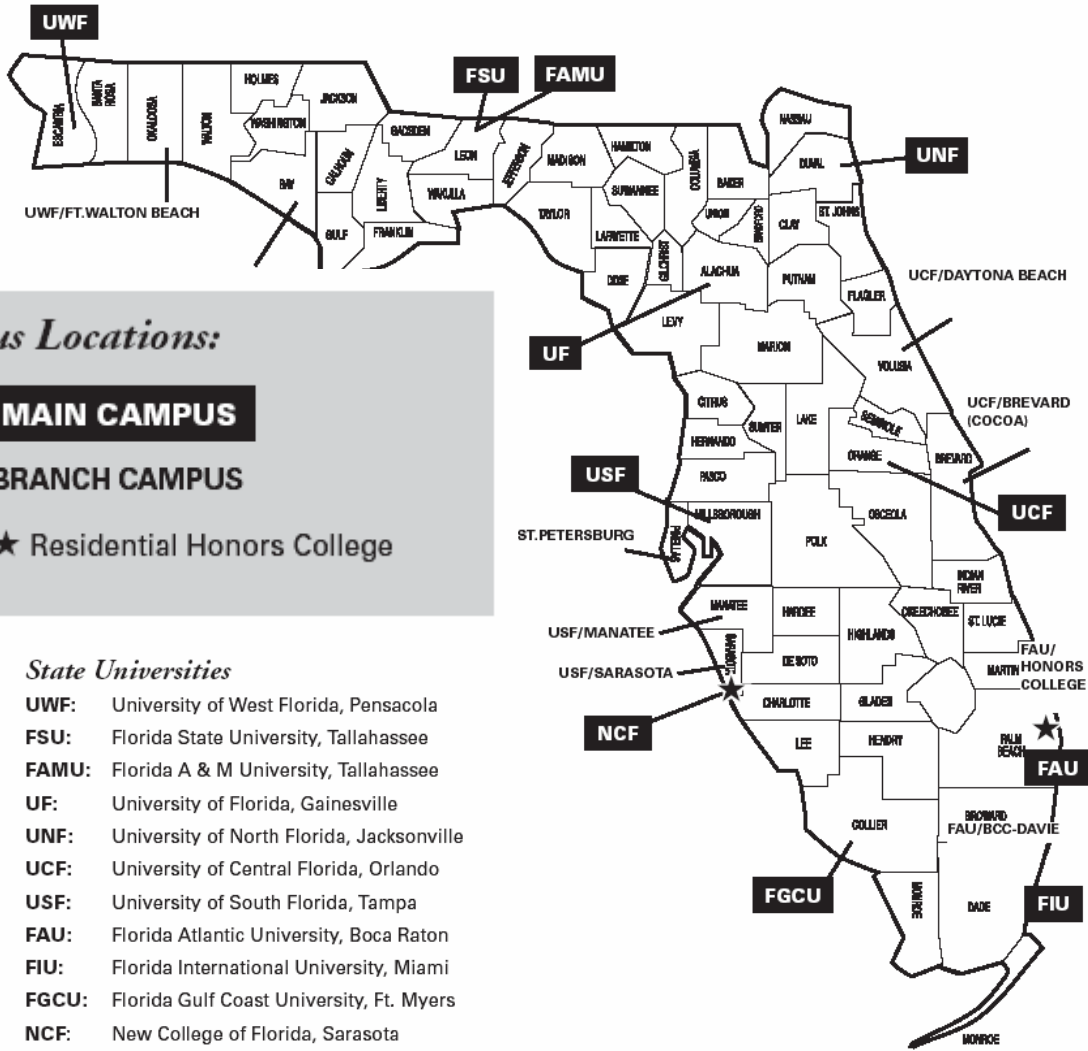 UWF
FSU
FAMU
UNF
ESCAMBIA
SANTA
ROSA
OKALOOSA
WALTON
HOLMES
WASHINGTON
JACKSON
BAY
CALHOUN
GULF
GADSDEN
LIBERTY
LEON
WAKULLA
FRANKLIN
JEFFERSON
MADISON
TAYLOR
HAMILTON
SUWANNEE
LAFAYETTE
DIXIE
COLUMBIA
GILCHRIST
BAKER
UNION
BRADFORD
NASSAU
DUVAL
CLAY
ST. JOHNS
ALACHUA
PUTNAM
FLAGLER
LEVY
MARION
VOLUSIA
UWF/FT.WALTON BEACH
UCF/DAYTONA BEACH
UF
us Locations:
MAIN CAMPUS
BRANCH CAMPUS
★ Residential Honors College
CITRUS
SUMTER
LAKE
SEMINOLE
HERNANDO
ORANGE
BREVARD
PASCO
UCF/BREVARD
(COCOA)
USF
UCF
HILLSBOROUGH
PINELLAS
POLK
OSCEOLA
ST.PETERSBURG
INDIAN
RIVER
MANATEE
HARDEE
HIGHLANDS
OKEECHOBEE
ST. LUCIE
USF/MANATEE
SARASOTA
DE SOTO
MARTIN
FAU/
HONORS
COLLEGE
USF/SARASOTA
CHARLOTTE
GLADES
NCF
LEE
HENDRY
PALM
BEACH
FAU
COLLIER
BROWARD
FAU/BCC-DAVIE
FGCU
MONROE
DADE
FIU
MONROE
State Universities
UWF: University of West Florida, Pensacola
FSU: Florida State University, Tallahassee
FAMU: Florida A & M University, Tallahassee
UF: University of Florida, Gainesville
UNF: University of North Florida, Jacksonville
UCF: University of Central Florida, Orlando
USF: University of South Florida, Tampa
FAU: Florida Atlantic University, Boca Raton
FIU: Florida International University, Miami
FGCU: Florida Gulf Coast University, Ft. Myers
NCF: New College of Florida, Sarasota